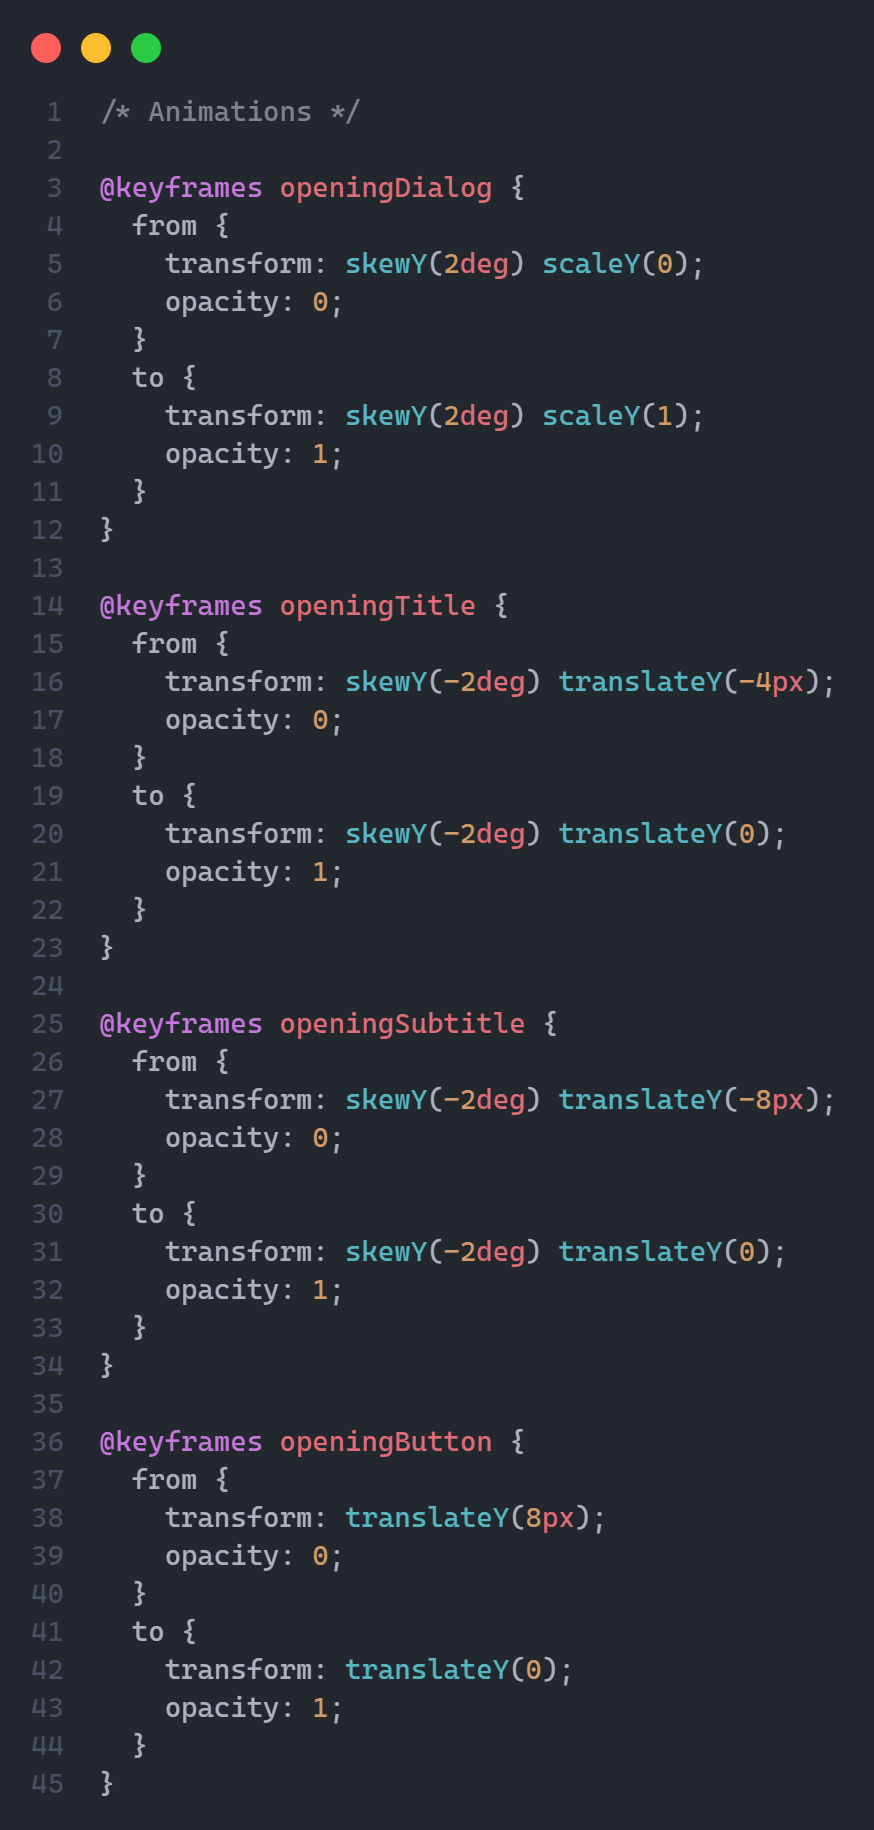 1 /* Animations */
2
3 @keyframes openingDialog {
4 from {
5 transform: skewY(2deg) scaleY(0);
6 opacity: 0;
7 }
8 to {
9 transform: skewY(2deg) scaleY(1);
10 opacity: 1;
11 }
12 }
13
14 @keyframes openingTitle {
15 from {
16 transform: skewY(-2deg) translateY(-4px);
17 opacity: 0;
18 }
19 to {
20 transform: skewY(-2deg) translateY(0);
21 opacity: 1;
22 }
23 }
24
25 @keyframes openingSubtitle {
26 from {
27 transform: skewY(-2deg) translateY(-8px);
28 opacity: 0;
29 }
30 to {
31 transform: skewY(-2deg) translateY(0);
32 opacity: 1;
33 }
34 }
35
36 @keyframes openingButton {
37 from {
38 transform: translateY(8px);
39 opacity: 0;
40 }
41 to {
42 transform: translateY(0);
43 opacity: 1;
44 }
45 }